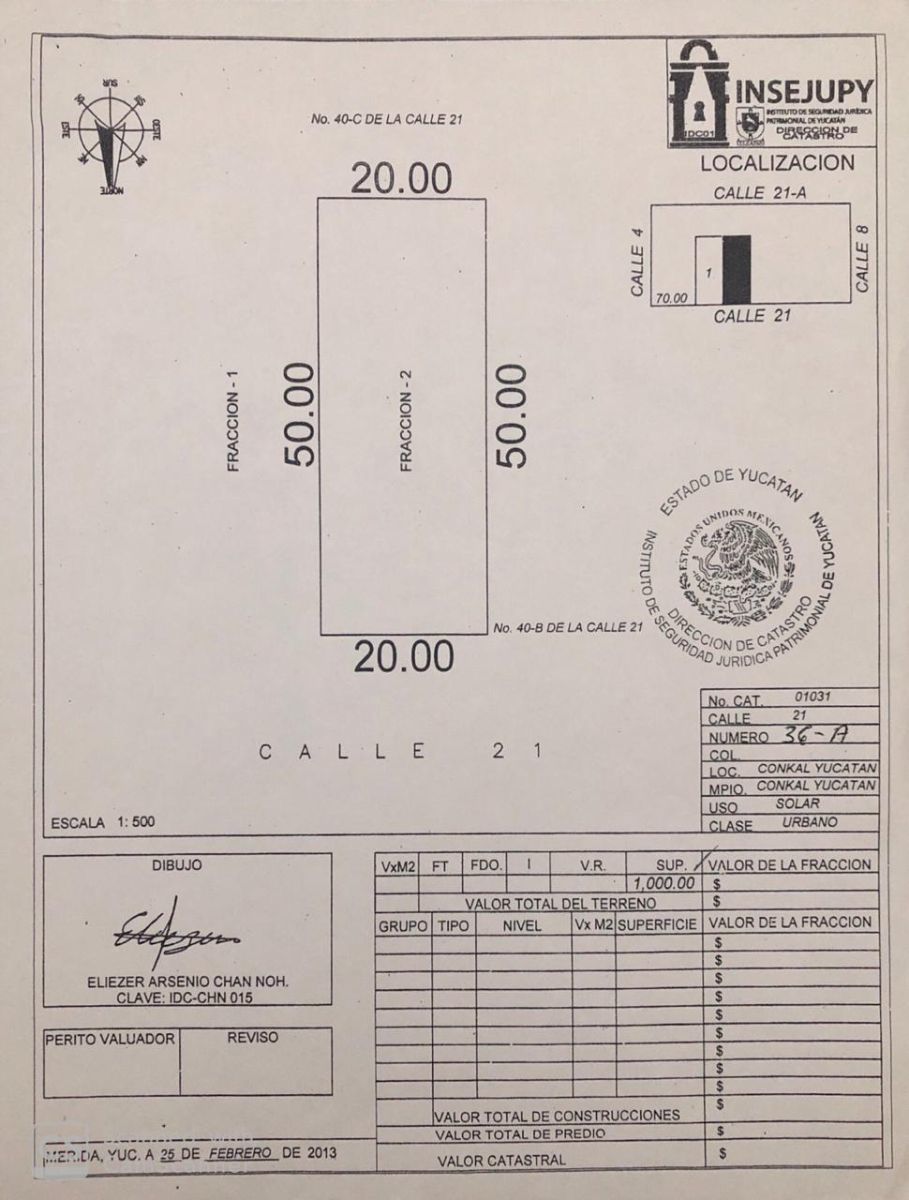 SUR
ESTE
OESTE
NORTE
IDC01
INSEJUPY
INSTITUTO DE SEGURIDAD JURÍDICA
PATRIMONIAL DE YUCATÁN
DIRECCION DE
CATASTRO
No. 40-C DE LA CALLE 21
LOCALIZACION
CALLE 21-A
CALLE 4
CALLE 8
1
70.00
CALLE 21
20.00
FRACCION - 1
50.00
FRACCION - 2
50.00
20.00
No. 40-B DE LA CALLE 21
ESTADO DE YUCATAN
ESTADOS UNIDOS MEXICANOS
DIRECCION DE CATASTRO
INSTITUTO DE SEGURIDAD JURIDICA PATRIMONIAL DE YUCATAN
CALLE 21
ESCALA 1: 500
No. CAT. 01031
CALLE 21
NUMERO 36-A
COL.
LOC. CONKAL YUCATAN
MPIO. CONKAL YUCATAN
USO SOLAR
CLASE URBANO
DIBUJO
ELIEZER ARSENIO CHAN NOH.
CLAVE: IDC-CHN 015
PERITO VALUADOR REVISO
MERIDA, YUC. A 25 DE FEBRERO DE 2013
VxM2 FT FDO. I V.R. SUP. VALOR DE LA FRACCION
1,000.00 $
VALOR TOTAL DEL TERRENO $
GRUPO TIPO NIVEL Vx M2 SUPERFICIE VALOR DE LA FRACCION
$
$
$
$
$
$
$
$
$
VALOR TOTAL DE CONSTRUCCIONES $
VALOR TOTAL DE PREDIO $
VALOR CATASTRAL $